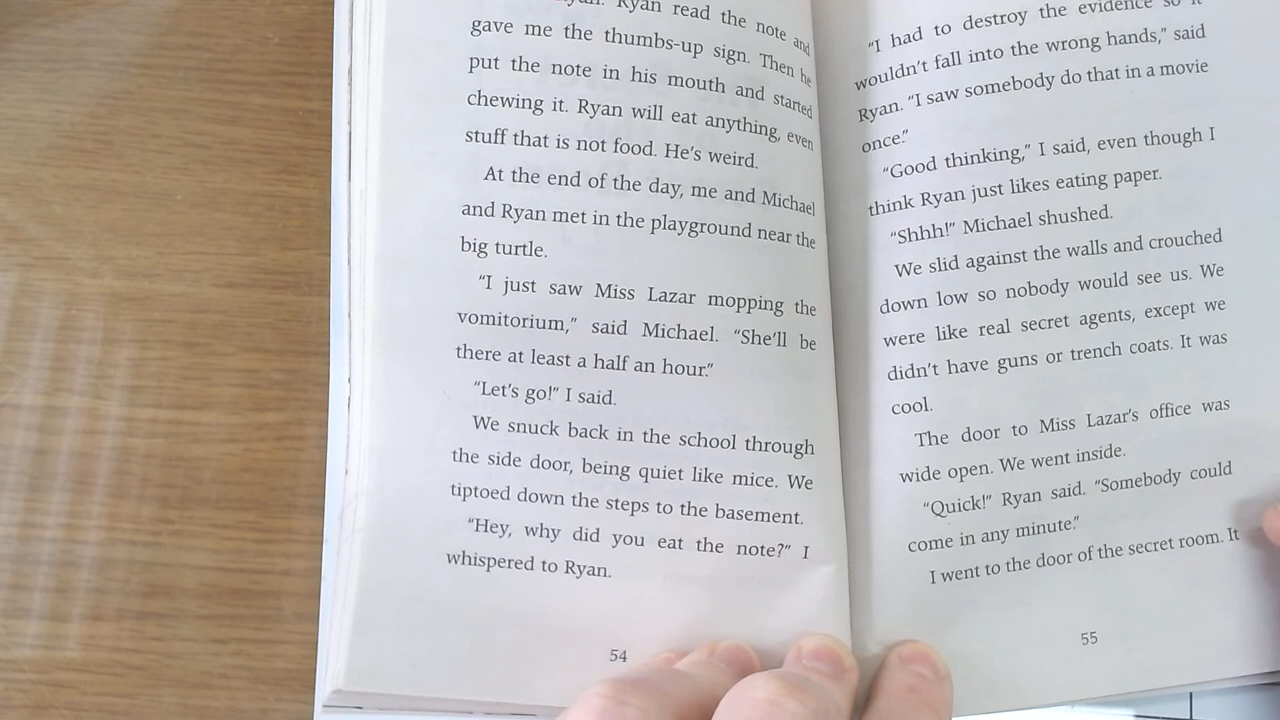 Ryan read the note and
gave me the thumbs-up sign. Then he
put the note in his mouth and started
chewing it. Ryan will eat anything, even
stuff that is not food. He's weird.
At the end of the day, me and Michael
and Ryan met in the playground near the
big turtle.
“I just saw Miss Lazar mopping the
vomitorium,” said Michael. “She'll be
there at least a half an hour.”
“Let's go!” I said.
We snuck back in the school through
the side door, being quiet like mice. We
tiptoed down the steps to the basement.
“Hey, why did you eat the note?” I
whispered to Ryan.
54
“I had to destroy the evidence so it
wouldn't fall into the wrong hands,” said
Ryan. “I saw somebody do that in a movie
once.”
“Good thinking,” I said, even though I
think Ryan just likes eating paper.
“Shhh!” Michael shushed.
We slid against the walls and crouched
down low so nobody would see us. We
were like real secret agents, except we
didn't have guns or trench coats. It was
cool.
The door to Miss Lazar's office was
wide open. We went inside.
“Quick!” Ryan said. “Somebody could
come in any minute.”
I went to the door of the secret room. It
55